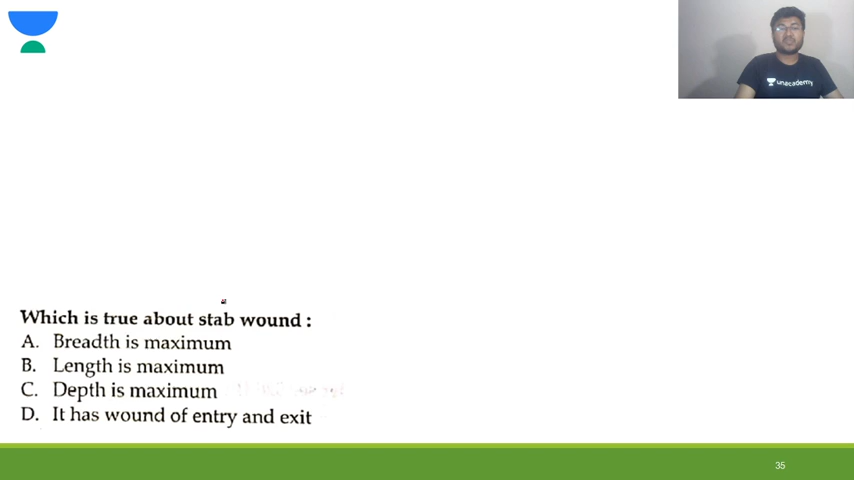 unacademy
Which is true about stab wound :
A. Breadth is maximum
B. Length is maximum
C. Depth is maximum
D. It has wound of entry and exit
35